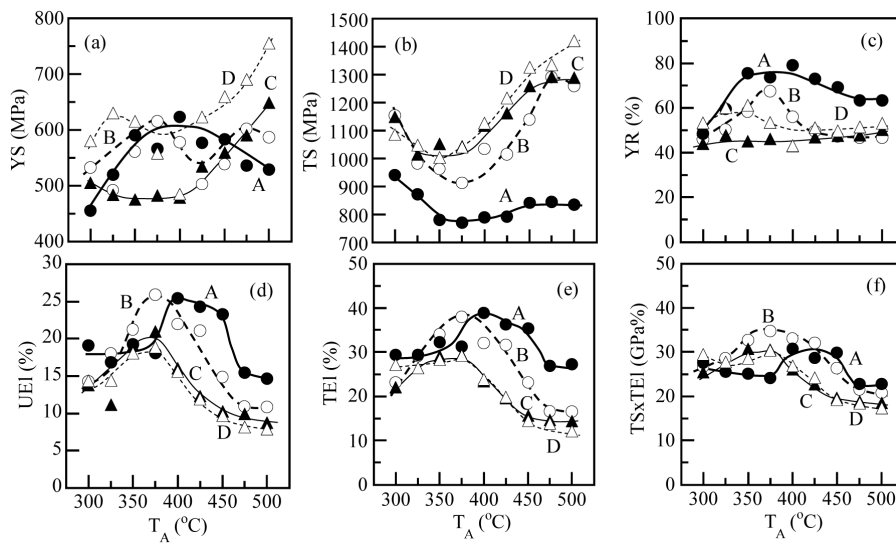 (a)
YS (MPa)
800
700
600
500
400
A
B
C
D
(b)
TS (MPa)
1500
1400
1300
1200
1100
1000
900
800
700
A
B
C
D
(c)
YR (%)
100
80
60
40
20
0
A
B
C
D
(d)
UEl (%)
30
25
20
15
10
5
0
A
B
C
D
300 350 400 450 500
T_A (°C)
(e)
TEl (%)
50
40
30
20
10
0
A
B
C
D
300 350 400 450 500
T_A (°C)
(f)
TSxTEl (GPa%)
50
40
30
20
10
0
A
B
C
D
300 350 400 450 500
T_A (°C)